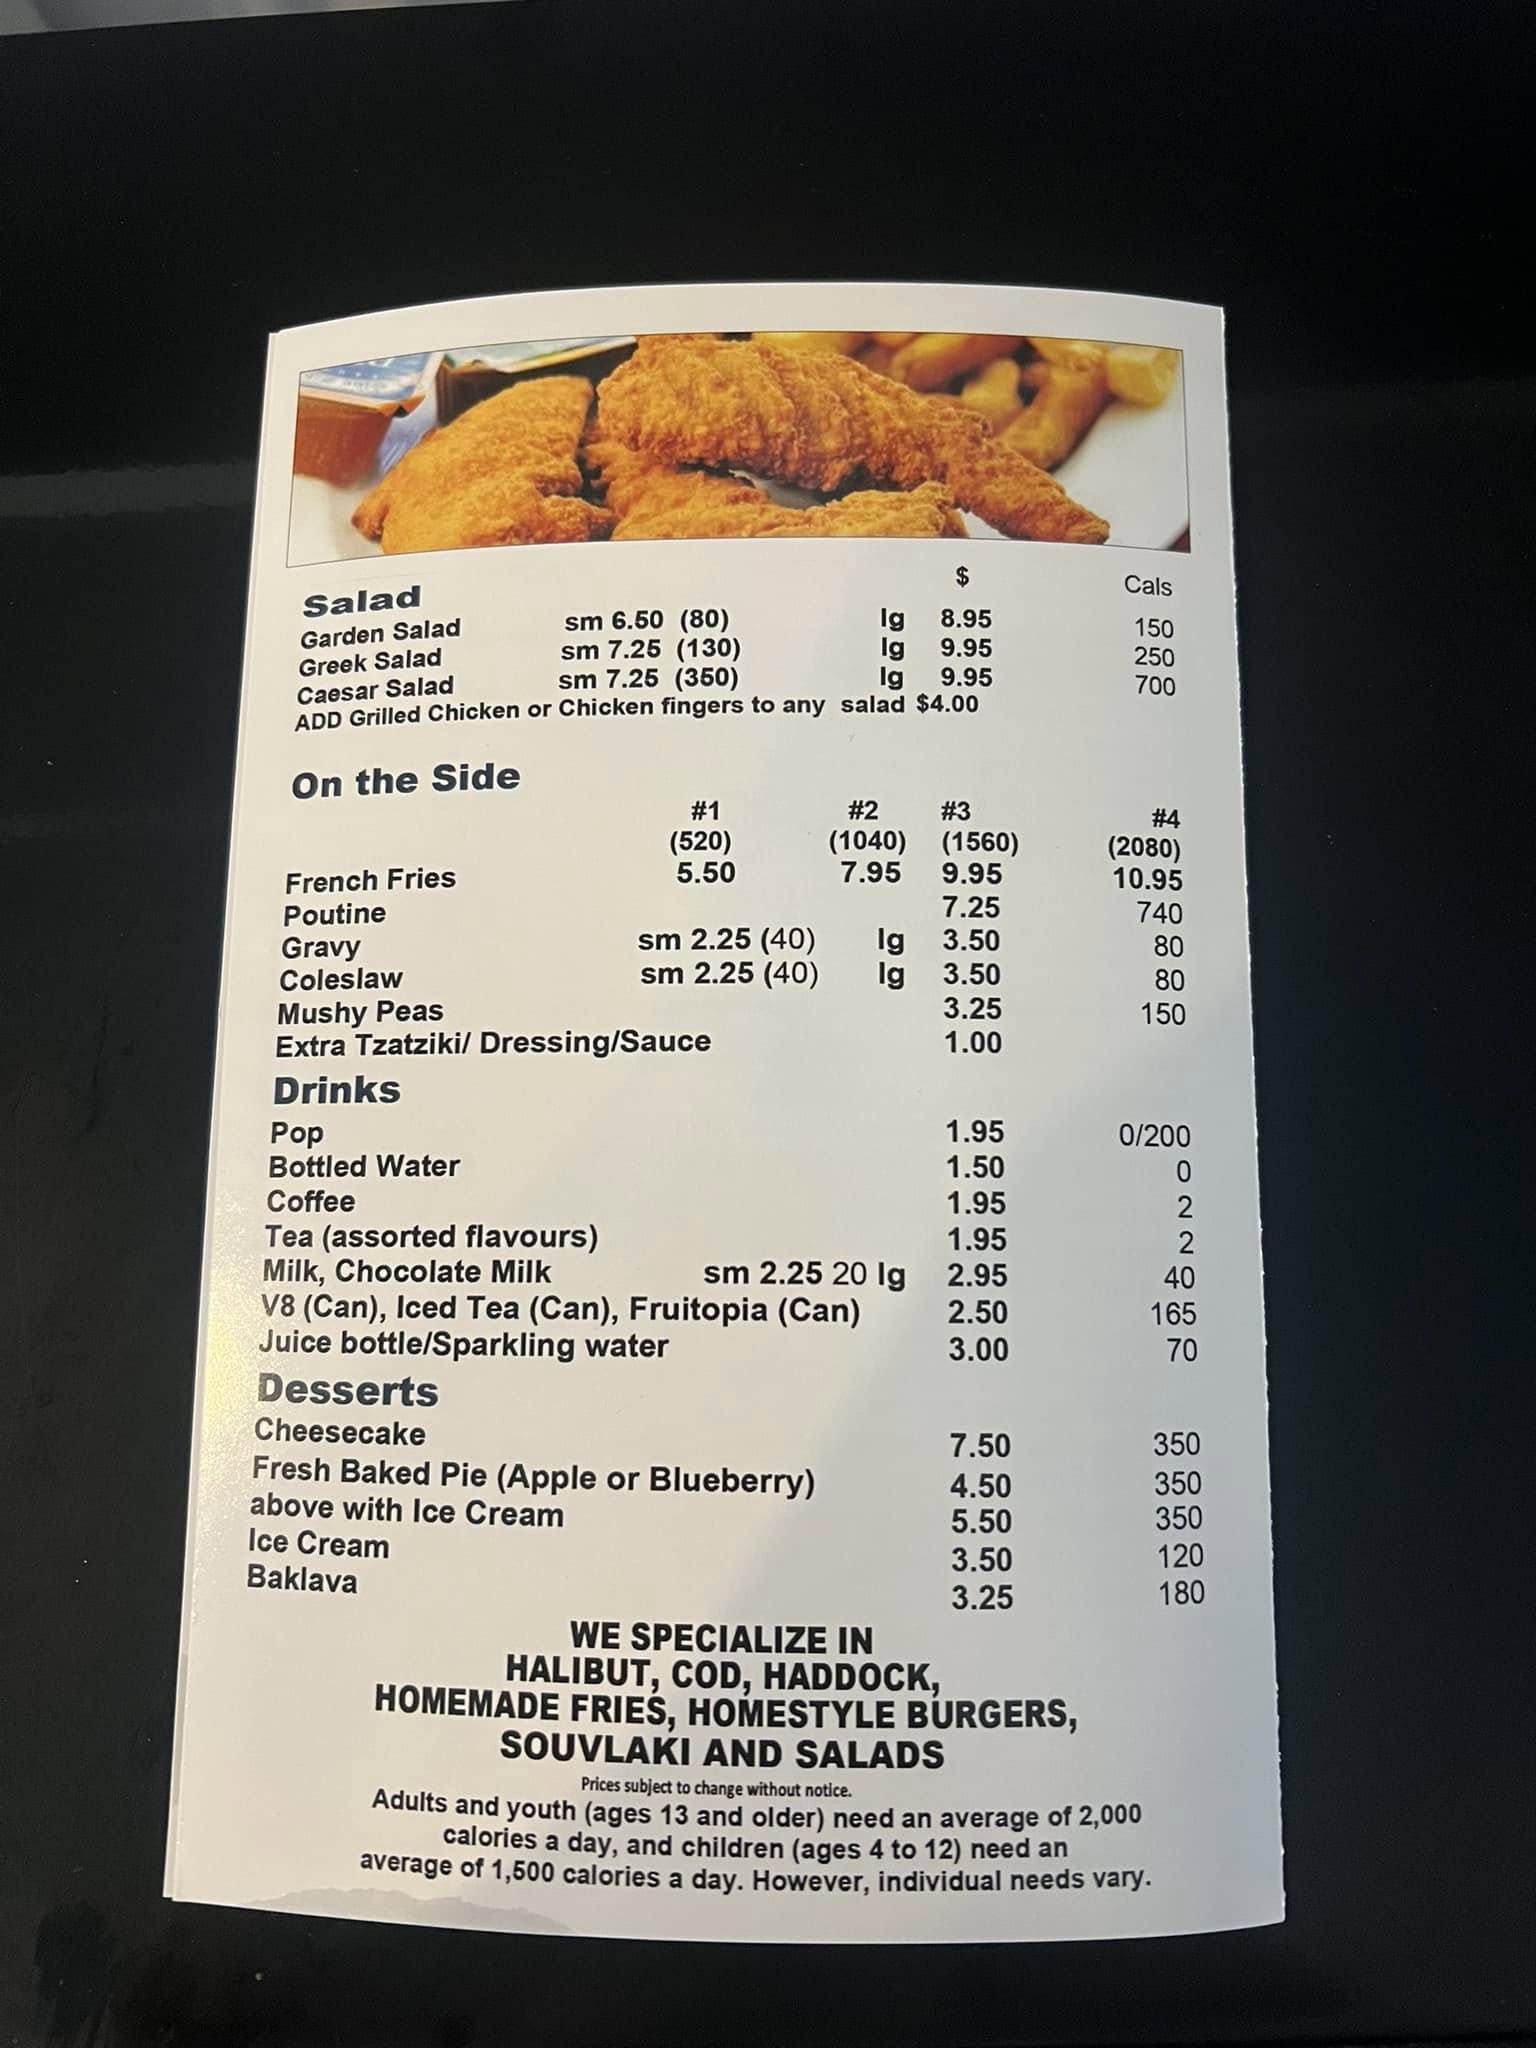 $ Cals
Salad
Garden Salad sm 6.50 (80) lg 8.95 150
Greek Salad sm 7.25 (130) lg 9.95 250
Caesar Salad sm 7.25 (350) lg 9.95 700
ADD Grilled Chicken or Chicken fingers to any salad $4.00
On the Side
#1 #2 #3 #4
(520) (1040) (1560) (2080)
French Fries 5.50 7.95 9.95 10.95
Poutine 7.25 740
Gravy sm 2.25 (40) lg 3.50 80
Coleslaw sm 2.25 (40) lg 3.50 80
Mushy Peas 3.25 150
Extra Tzatziki/ Dressing/Sauce 1.00
Drinks
Pop 1.95 0/200
Bottled Water 1.50 0
Coffee 1.95 2
Tea (assorted flavours) 1.95 2
Milk, Chocolate Milk sm 2.25 20 lg 2.95 40
V8 (Can), Iced Tea (Can), Fruitopia (Can) 2.50 165
Juice bottle/Sparkling water 3.00 70
Desserts
Cheesecake 7.50 350
Fresh Baked Pie (Apple or Blueberry) 4.50 350
above with Ice Cream 5.50 350
Ice Cream 3.50 120
Baklava 3.25 180
WE SPECIALIZE IN
HALIBUT, COD, HADDOCK,
HOMEMADE FRIES, HOMESTYLE BURGERS,
SOUVLAKI AND SALADS
Prices subject to change without notice.
Adults and youth (ages 13 and older) need an average of 2,000
calories a day, and children (ages 4 to 12) need an
average of 1,500 calories a day. However, individual needs vary.